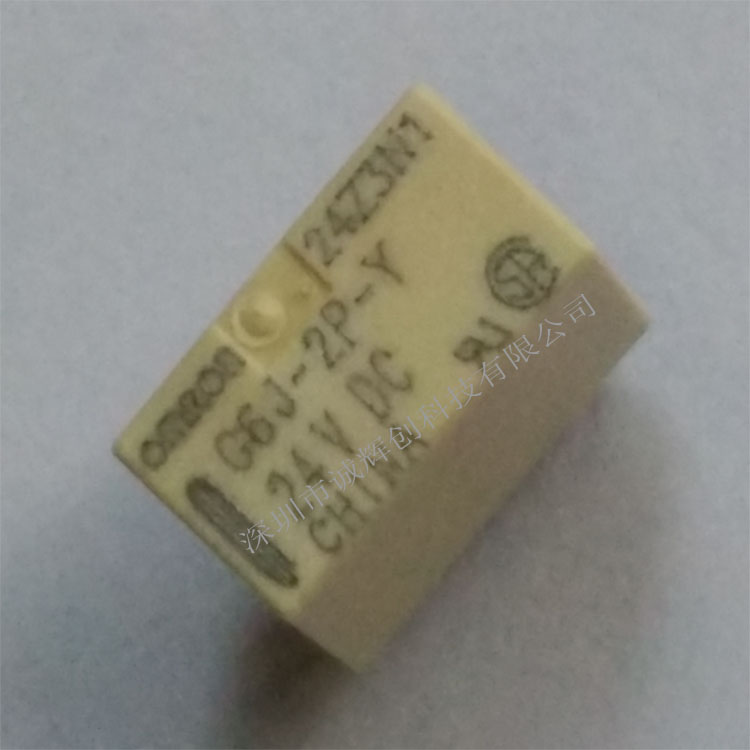 omron
24Z3N1
G6J-2P-Y
24V DC
CHINA
深圳市诚辉创科技有限公司